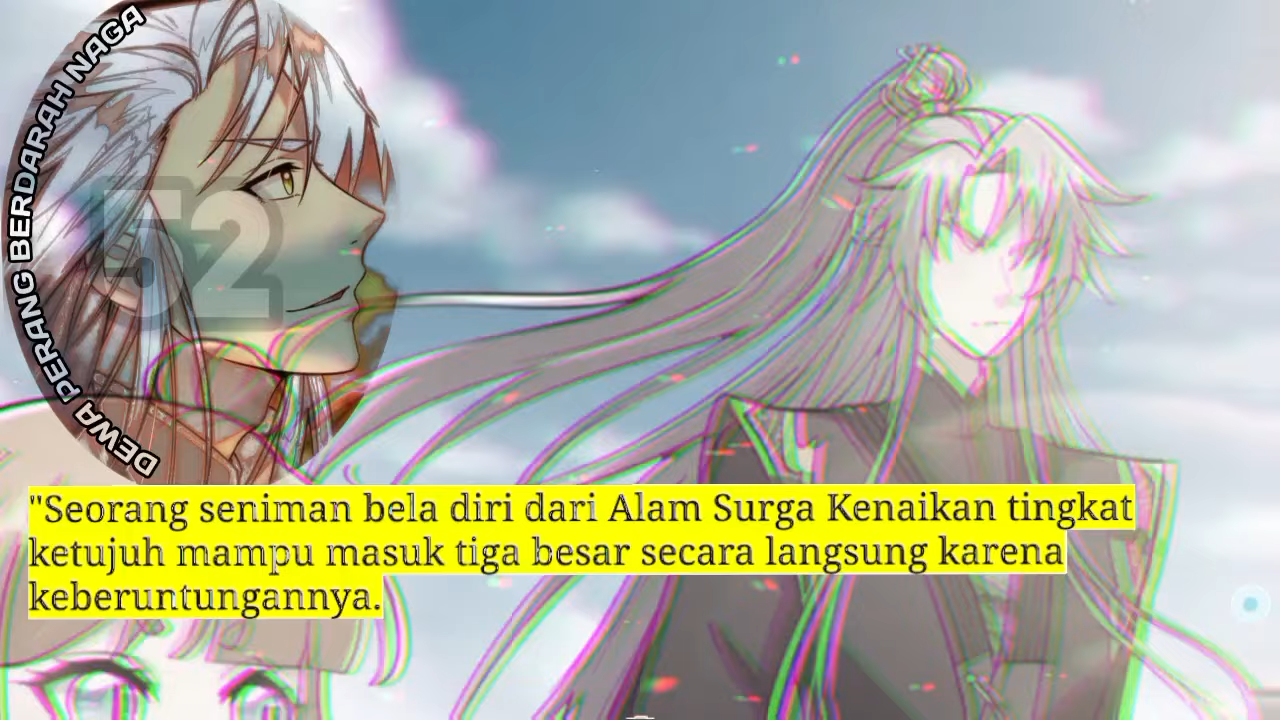 DEWA PERANG BERDARAH NAGA
52
"Seorang seniman bela diri dari Alam Surga Kenaikan tingkat
ketujuh mampu masuk tiga besar secara langsung karena
keberuntungannya.